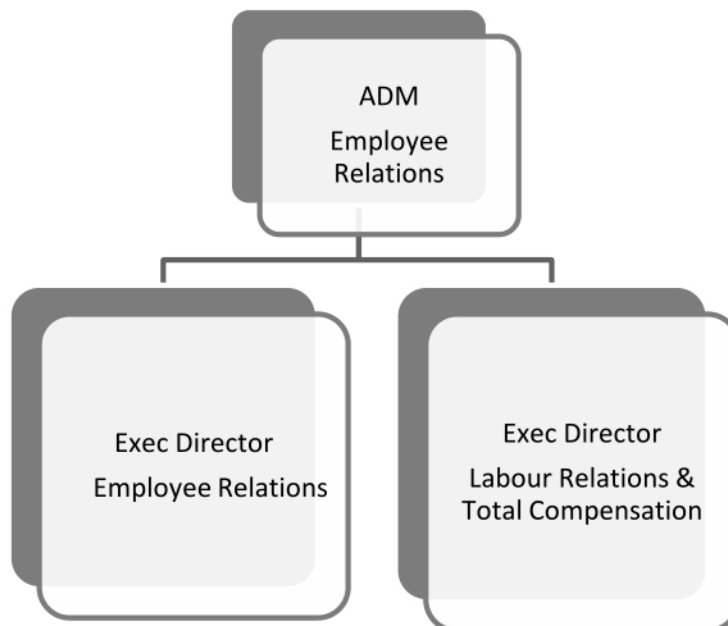 ADM
Employee
Relations
Exec Director
Employee Relations
Exec Director
Labour Relations &
Total Compensation